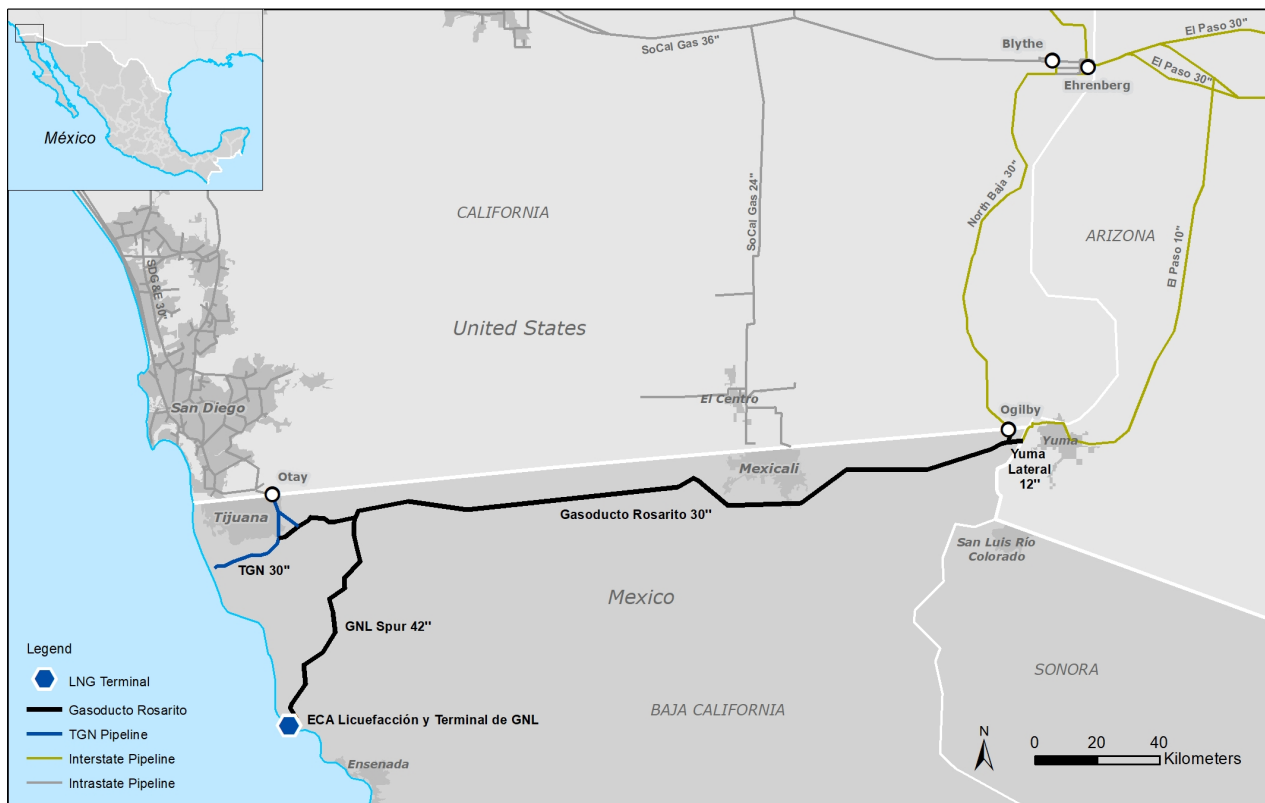 México
SoCal Gas 36"
Blythe
Ehrenberg
El Paso 30"
El Paso 30"
North Baja 30"
SoCal Gas 24"
CALIFORNIA
ARIZONA
El Paso 10"
SDG&E 30"
United States
San Diego
El Centro
Ogilby
Yuma
Yuma
Lateral
12"
Otay
Mexicali
Tijuana
Gasoducto Rosarito 30"
San Luis Río
Colorado
TGN 30"
Mexico
GNL Spur 42"
SONORA
BAJA CALIFORNIA
ECA Licuefacción y Terminal de GNL
Ensenada
Legend
LNG Terminal
Gasoducto Rosarito
TGN Pipeline
Interstate Pipeline
Intrastate Pipeline
N
0 20 40
Kilometers